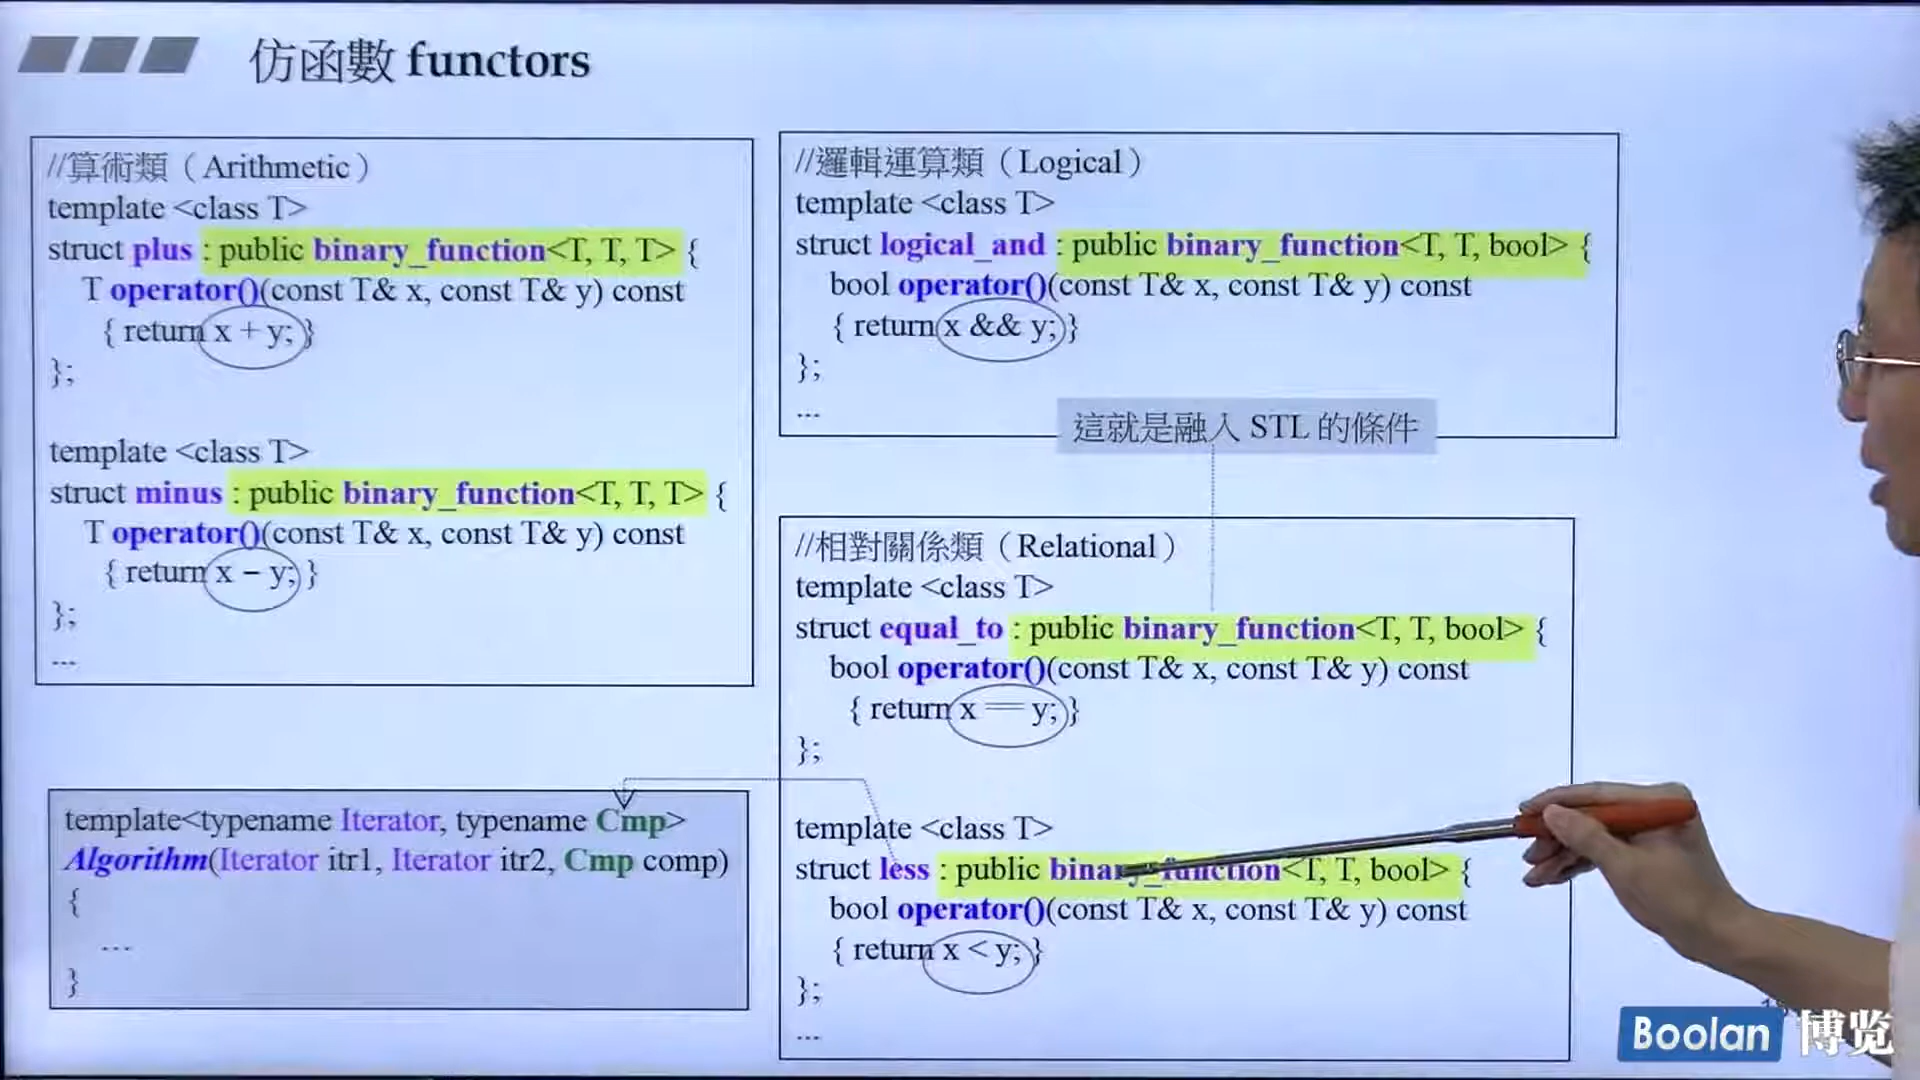 仿函數 functors
//算術類（Arithmetic）
template <class T>
struct plus : public binary_function<T, T, T> {
T operator()(const T& x, const T& y) const
{ return x + y; }
};
template <class T>
struct minus : public binary_function<T, T, T> {
T operator()(const T& x, const T& y) const
{ return x − y; }
};
...
template<typename Iterator, typename Cmp>
Algorithm(Iterator itr1, Iterator itr2, Cmp comp)
{
...
}
//邏輯運算類（Logical）
template <class T>
struct logical_and : public binary_function<T, T, bool> {
bool operator()(const T& x, const T& y) const
{ return x && y; }
};
...
這就是融入 STL 的條件
//相對關係類（Relational）
template <class T>
struct equal_to : public binary_function<T, T, bool> {
bool operator()(const T& x, const T& y) const
{ return x == y; }
};
template <class T>
struct less : public binary_function<T, T, bool> {
bool operator()(const T& x, const T& y) const
{ return x < y; }
};
...
Boolan 博览